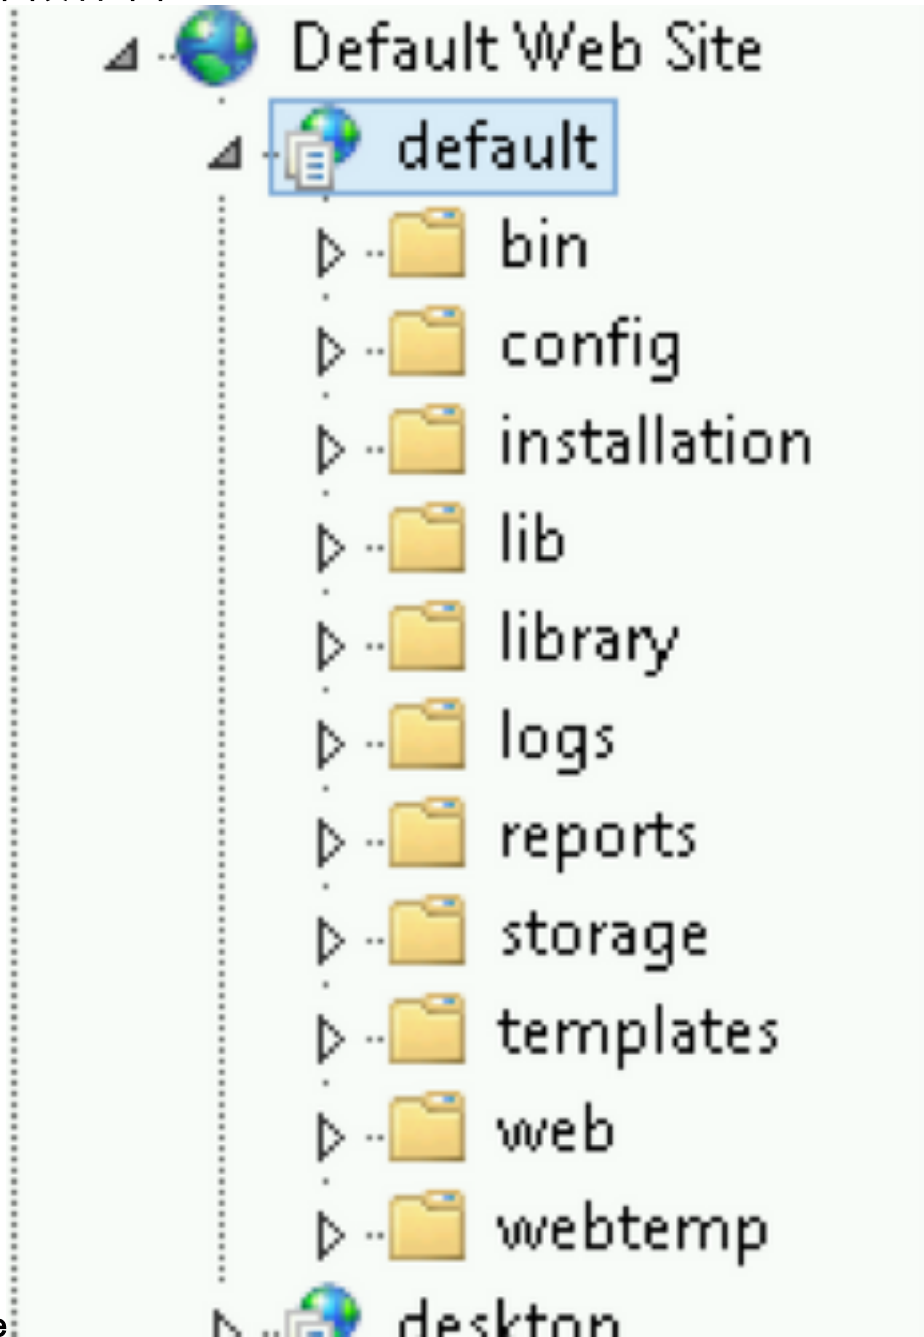 Default Web Site
default
bin
config
installation
lib
library
logs
reports
storage
templates
web
webtemp
desktop